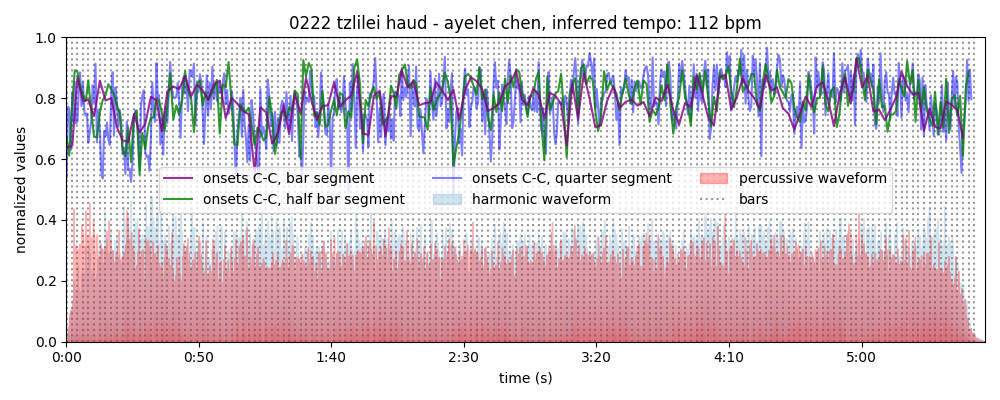 0222 tzlilei haud - ayelet chen, inferred tempo: 112 bpm
normalized values
1.0
0.8
0.6
0.4
0.2
0.0
onsets C-C, bar segment
onsets C-C, half bar segment
onsets C-C, quarter segment
harmonic waveform
percussive waveform
bars
0:00 0:50 1:40 2:30 3:20 4:10 5:00
time (s)